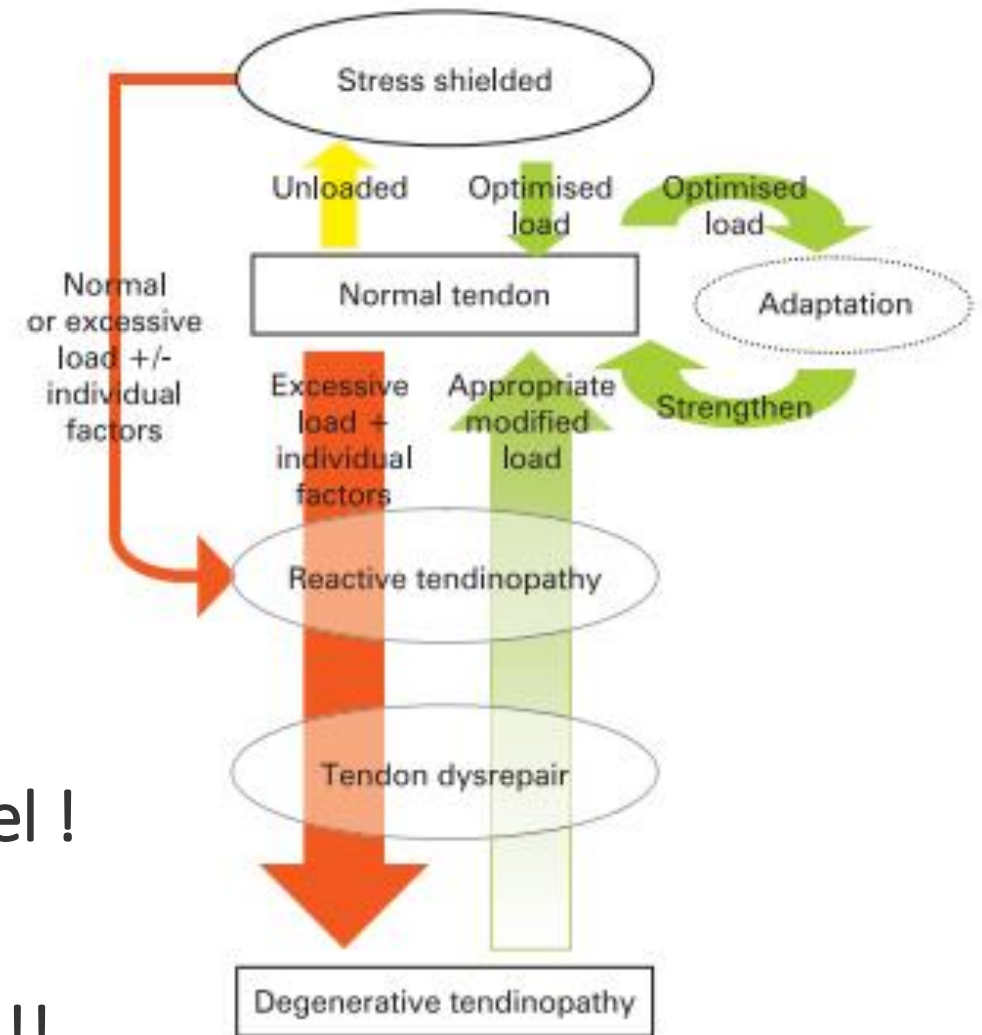 Stress shielded
Unloaded
Optimised
load
Optimised
load
Normal
or excessive
load +/-
individual
factors
Normal tendon
Adaptation
Excessive
load +
individual
factors
Appropriate
modified
load
Strengthen
Reactive tendinopathy
Tendon dysrepair
el !
Degenerative tendinopathy
!!